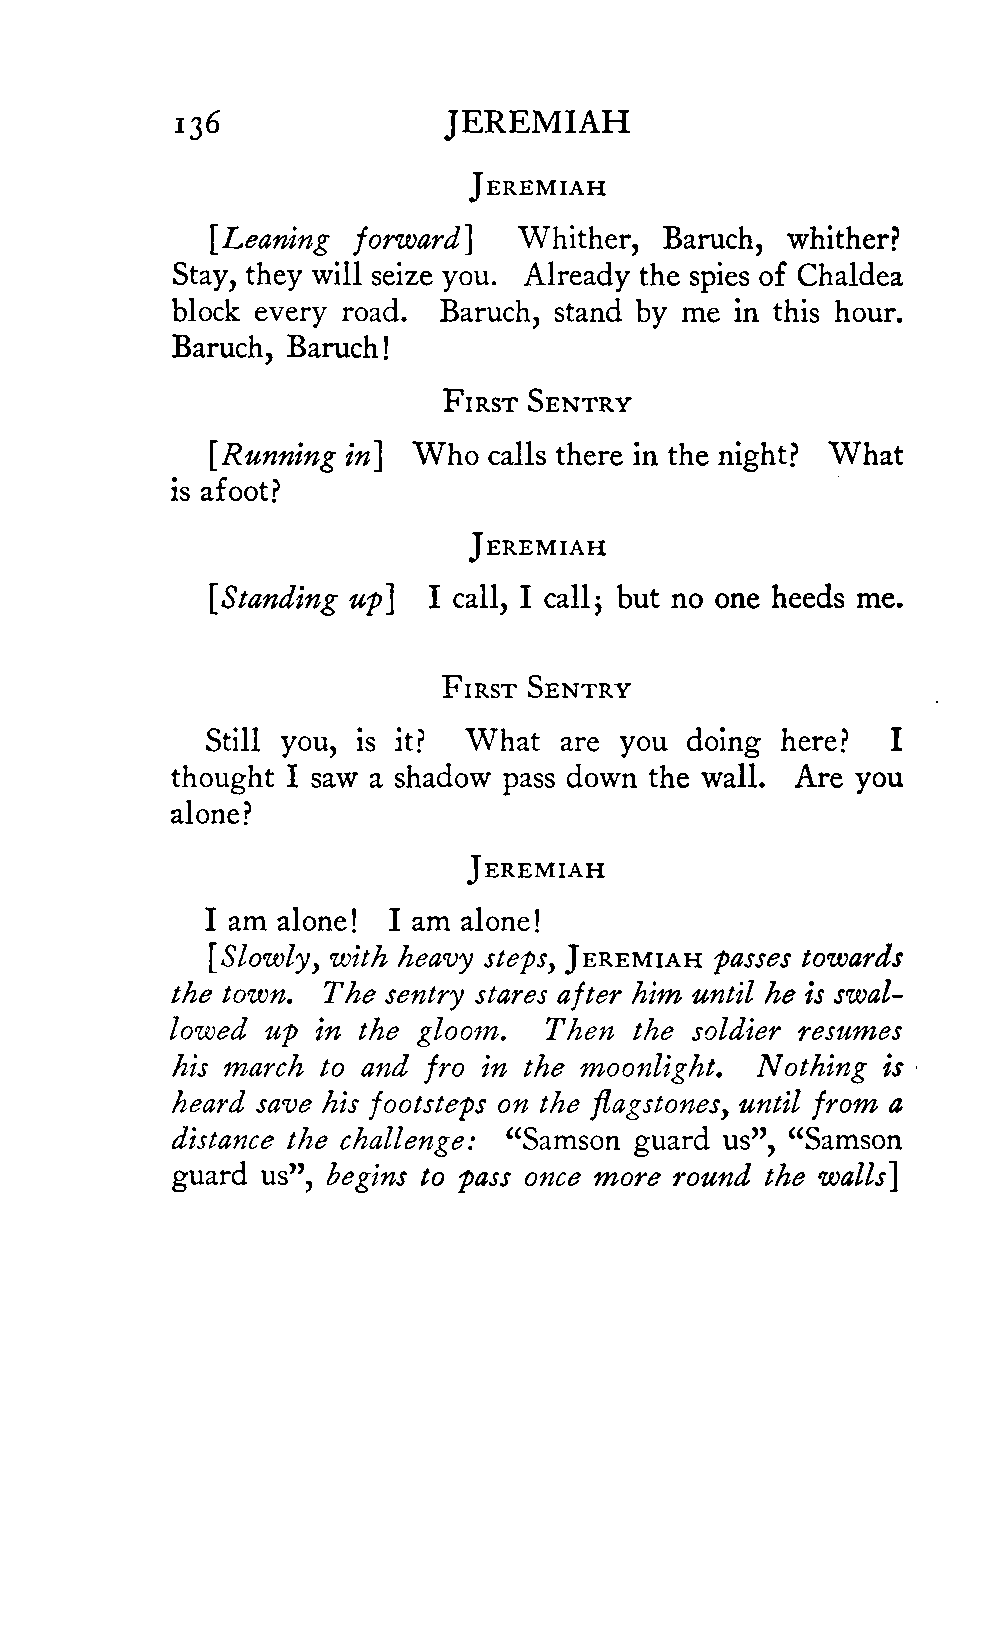 136 JEREMIAH
JEREMIAH
[Leaning forward] Whither, Baruch, whither?
Stay, they will seize you. Already the spies of Chaldea
block every road. Baruch, stand by me in this hour.
Baruch, Baruch!
FIRST SENTRY
[Running in] Who calls there in the night? What
is afoot?
JEREMIAH
[Standing up] I call, I call; but no one heeds me.
FIRST SENTRY
Still you, is it? What are you doing here? I
thought I saw a shadow pass down the wall. Are you
alone?
JEREMIAH
I am alone! I am alone!
[Slowly, with heavy steps, JEREMIAH passes towards
the town. The sentry stares after him until he is swal-
lowed up in the gloom. Then the soldier resumes
his march to and fro in the moonlight. Nothing is
heard save his footsteps on the flagstones, until from a
distance the challenge: “Samson guard us”, “Samson
guard us”, begins to pass once more round the walls]